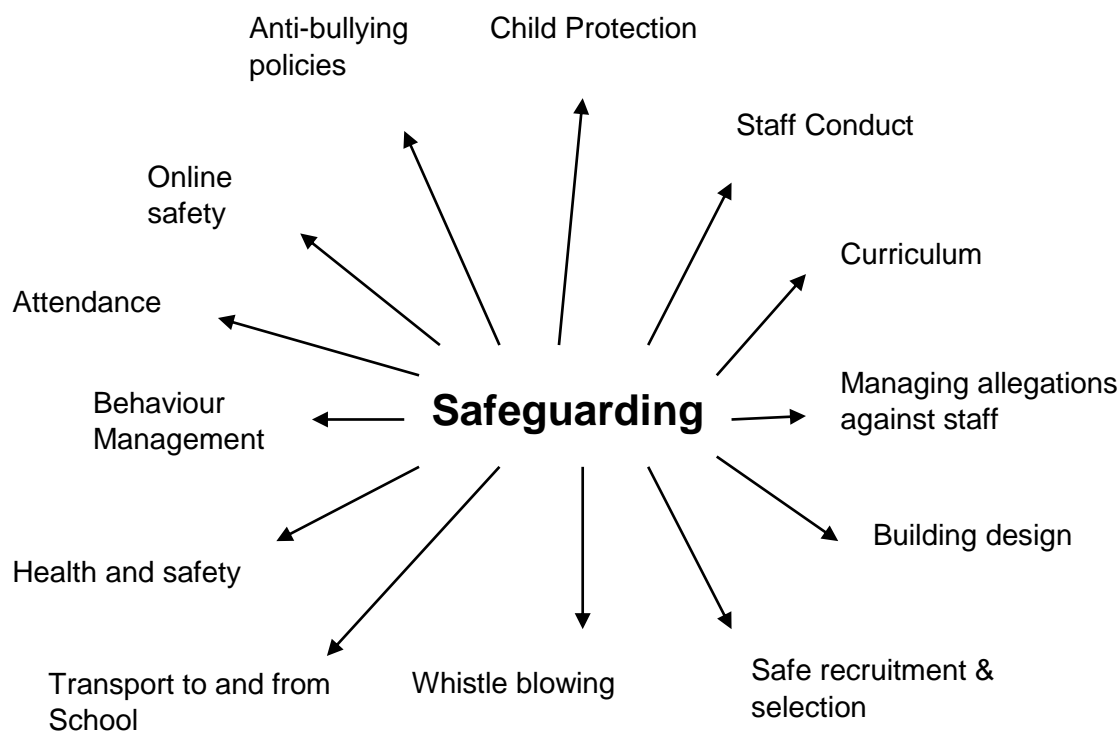 Anti-bullying
policies
Child Protection
Staff Conduct
Online
safety
Curriculum
Attendance
Behaviour
Management
Safeguarding
Managing allegations
against staff
Building design
Health and safety
Transport to and from
School
Whistle blowing
Safe recruitment &
selection